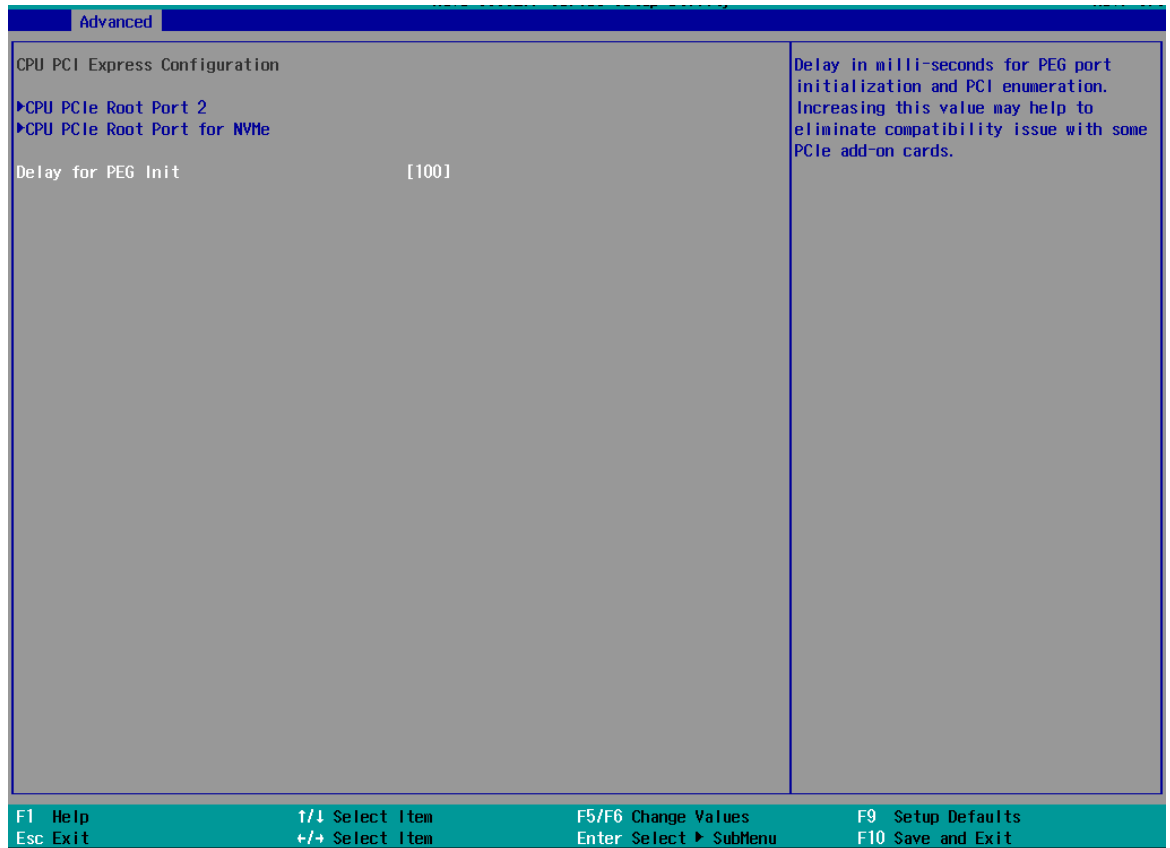 Advanced
CPU PCI Express Configuration
▶CPU PCIe Root Port 2
▶CPU PCIe Root Port for NVMe
Delay for PEG Init [100]
Delay in milli-seconds for PEG port
initialization and PCI enumeration.
Increasing this value may help to
eliminate compatibility issue with some
PCIe add-on cards.
F1 Help ↑/↓ Select Item F5/F6 Change Values F9 Setup Defaults
Esc Exit ←/→ Select Item Enter Select ▶ SubMenu F10 Save and Exit